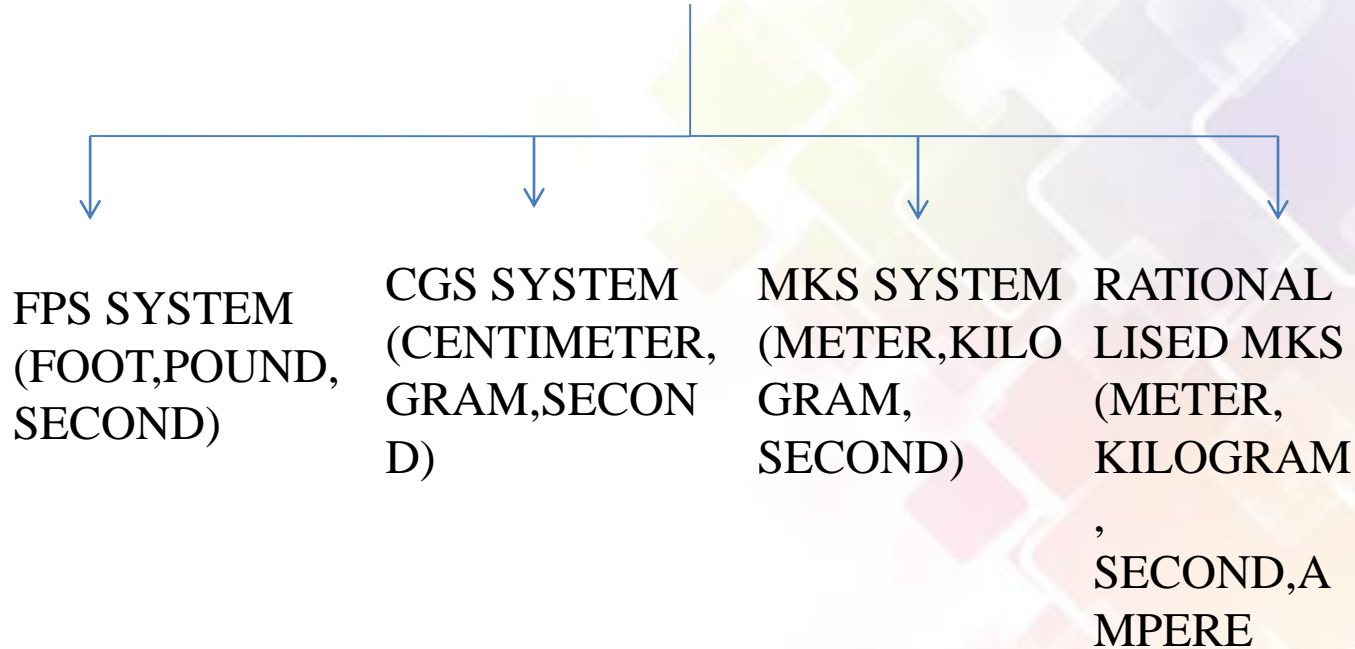 FPS SYSTEM
(FOOT,POUND,
SECOND)
CGS SYSTEM
(CENTIMETER,
GRAM,SECON
D)
MKS SYSTEM
(METER,KILO
GRAM,
SECOND)
RATIONAL
LISED MKS
(METER,
KILOGRAM
,
SECOND,A
MPERE